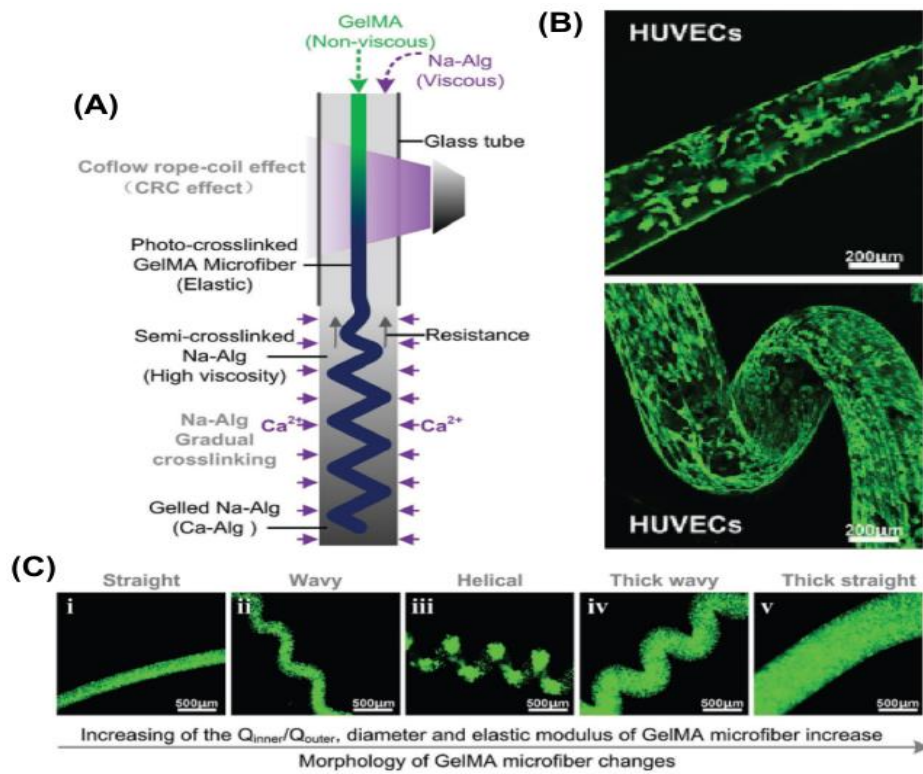 GelMA
(Non-viscous)
Na-Alg
(Viscous)
(A)
Glass tube
Coflow rope-coil effect
（CRC effect）
Photo-crosslinked
GelMA Microfiber
(Elastic)
Semi-crosslinked
Na-Alg
(High viscosity)
Resistance
Na-Alg
Gradual
crosslinking
Ca2+
Ca2+
Gelled Na-Alg
(Ca-Alg )
(B)
HUVECs
200μm
HUVECs
200μm
(C)
Straight
Wavy
Helical
Thick wavy
Thick straight
i
ii
iii
iv
v
500μm
500μm
500μm
500μm
500μm
Increasing of the Qinner/Qouter, diameter and elastic modulus of GelMA microfiber increase
Morphology of GelMA microfiber changes